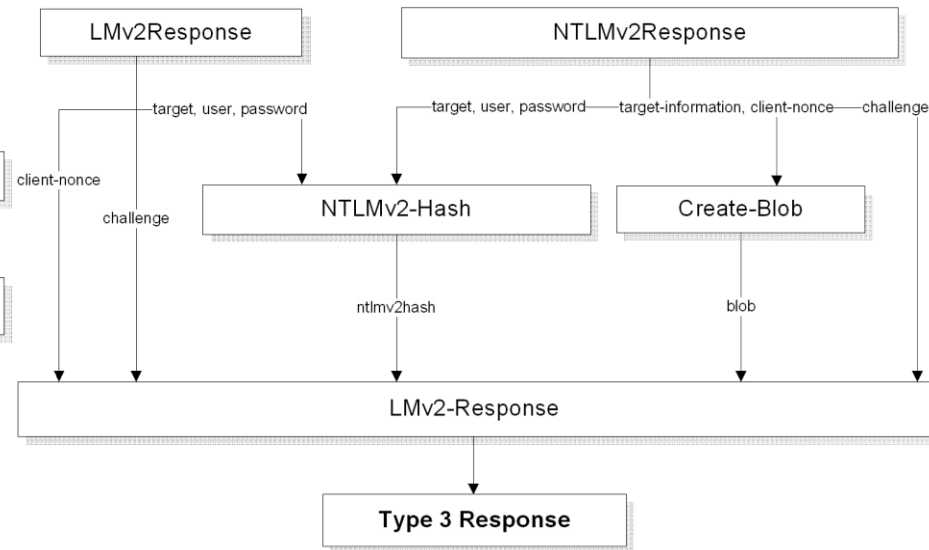 LMv2Response
NTLMv2Response
target, user, password
target, user, password
target-information, client-nonce
challenge
client-nonce
challenge
NTLMv2-Hash
Create-Blob
ntlmv2hash
blob
LMv2-Response
Type 3 Response